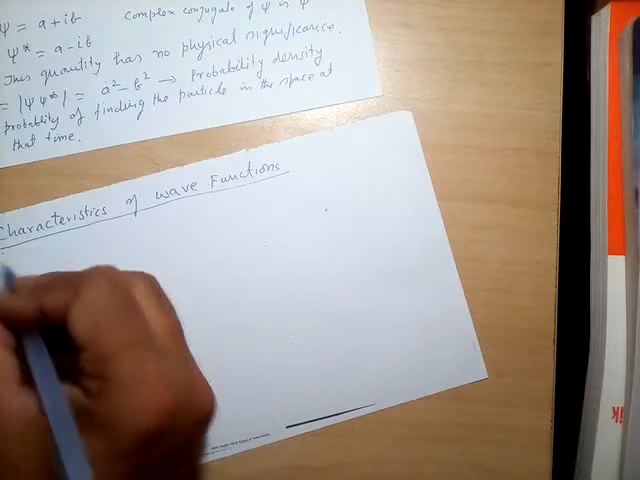 ψ = a + ib Complex conjugate of ψ is ψ
ψ* = a - ib
This quantity has no physical significance.
= |ψ ψ*| = a² - b² → Probability density
probability of finding the particle in the space at
that time.
Characteristics of wave Functions